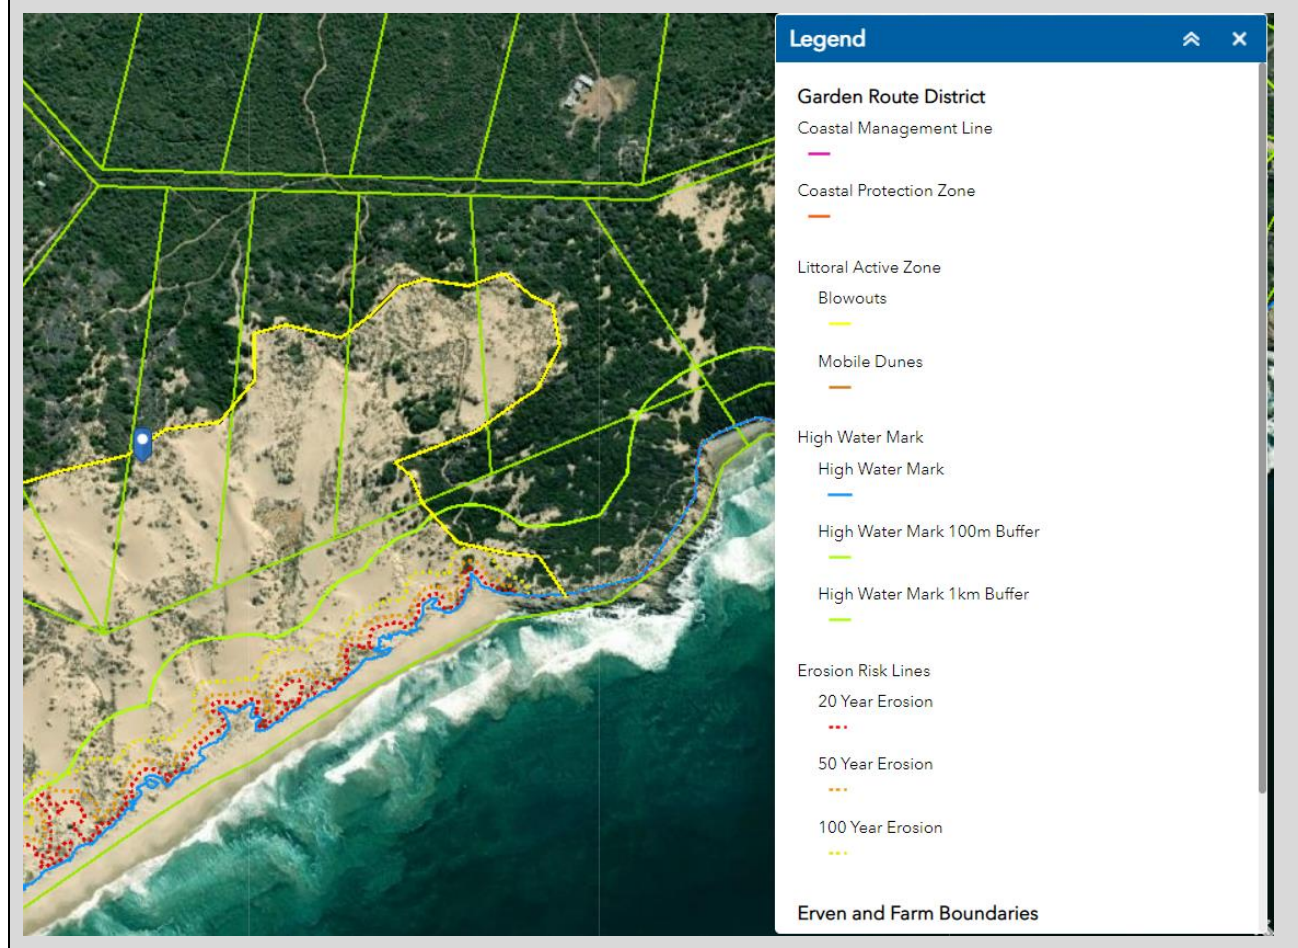 Legend
Garden Route District
Coastal Management Line
Coastal Protection Zone
Littoral Active Zone
Blowouts
Mobile Dunes
High Water Mark
High Water Mark
High Water Mark 100m Buffer
High Water Mark 1km Buffer
Erosion Risk Lines
20 Year Erosion
50 Year Erosion
100 Year Erosion
Erven and Farm Boundaries